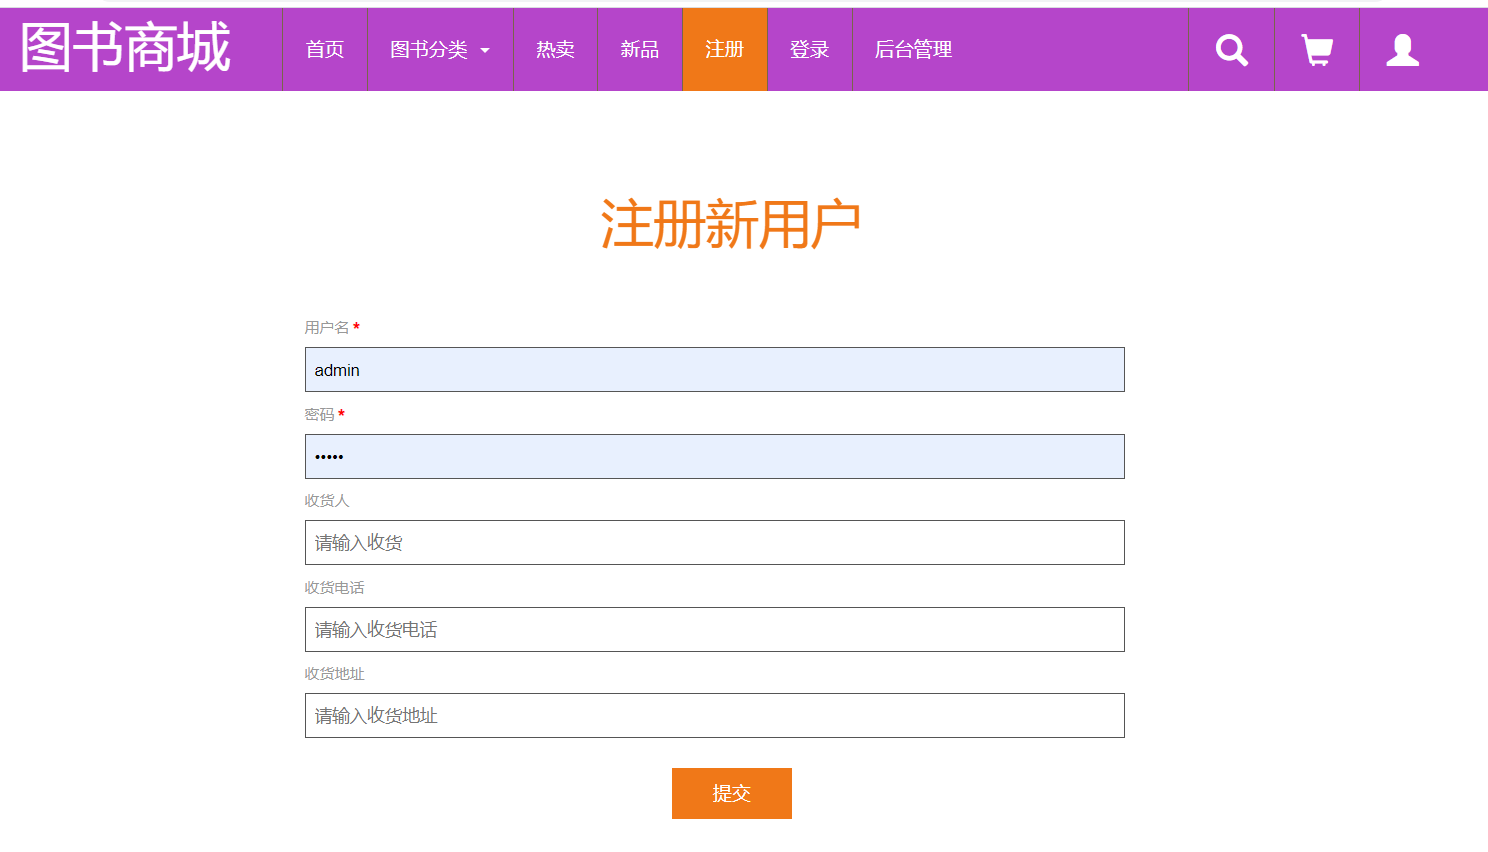 图书商城 首页 图书分类 热卖 新品 注册 登录 后台管理
注册新用户
用户名 *
admin
密码 *
•••••
收货人
请输入收货
收货电话
请输入收货电话
收货地址
请输入收货地址
提交